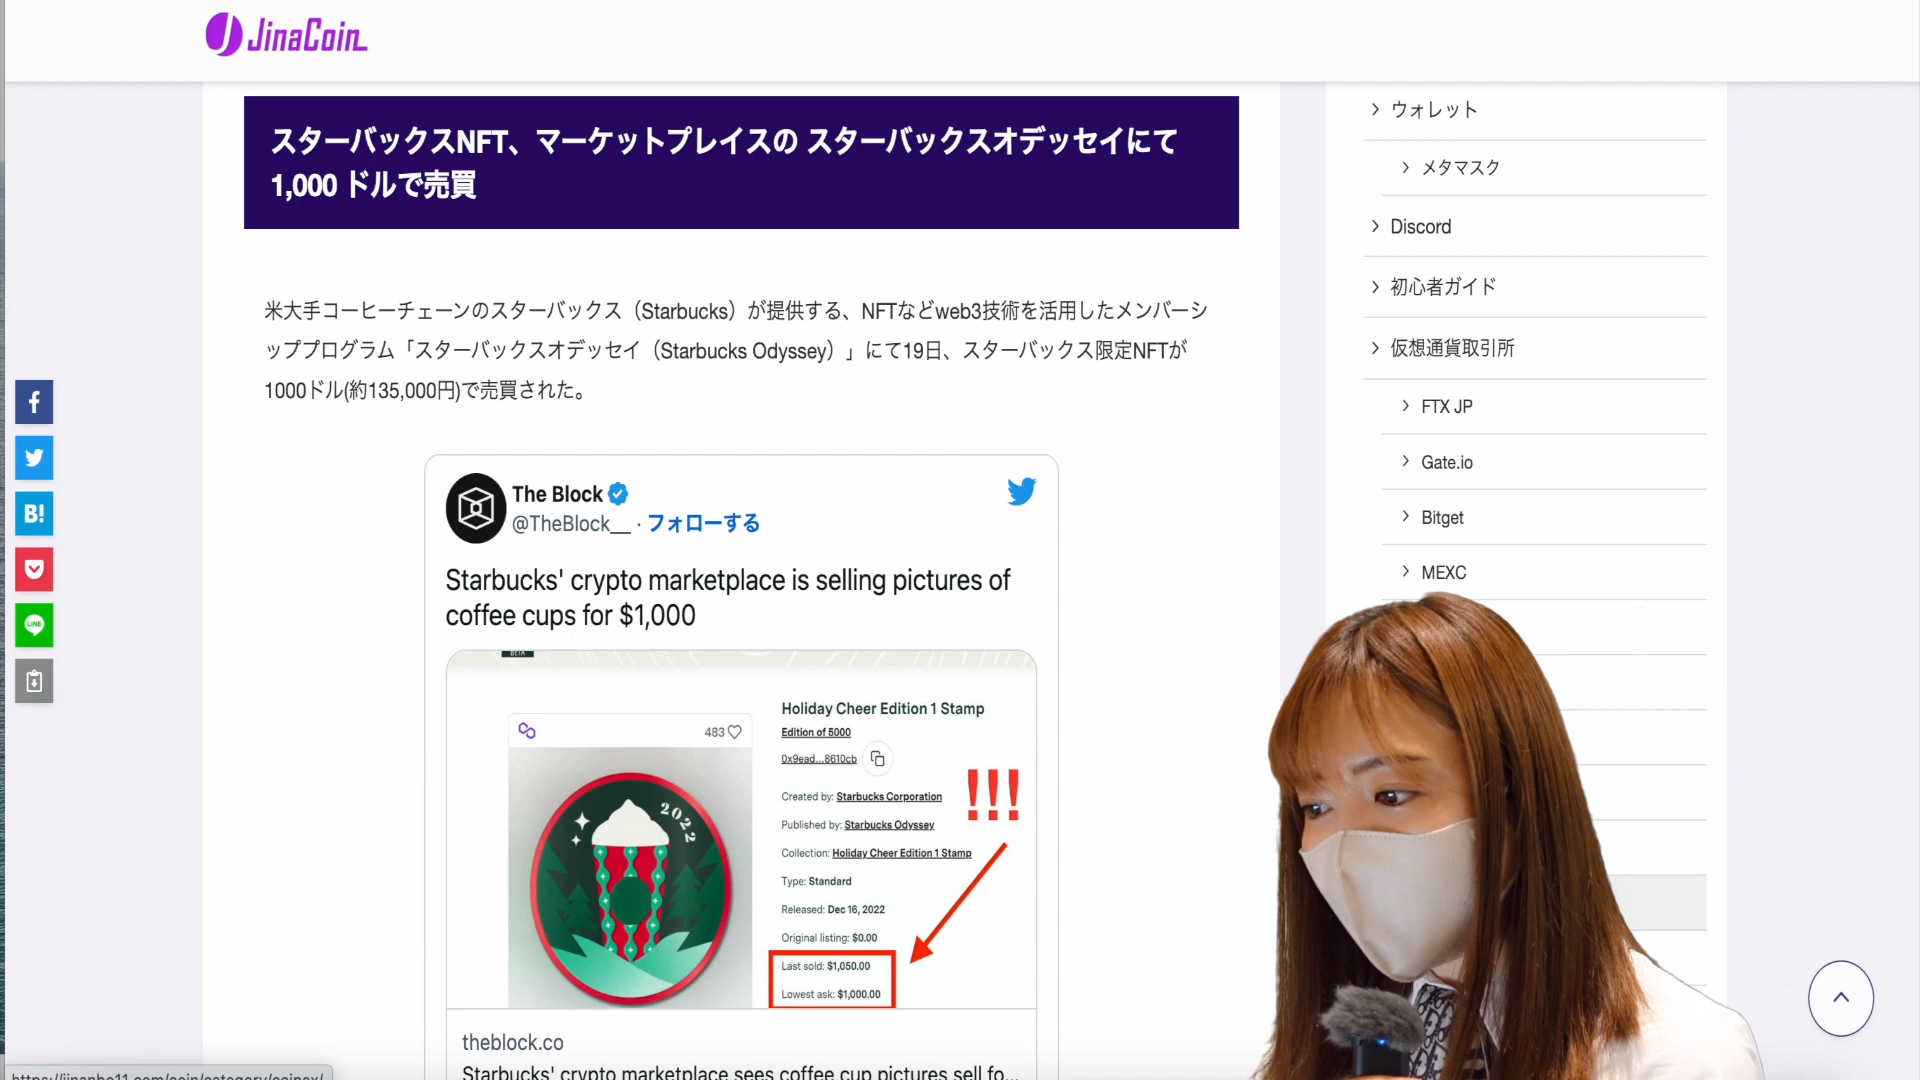 JinaCoin
スターバックスNFT、マーケットプレイスの スターバックスオデッセイにて
1,000 ドルで売買
米大手コーヒーチェーンのスターバックス（Starbucks）が提供する、NFTなどweb3技術を活用したメンバーシ
ッププログラム「スターバックスオデッセイ（Starbucks Odyssey）」にて19日、スターバックス限定NFTが
1000ドル(約135,000円)で売買された。
B!
LINE
The Block
@TheBlock__ · フォローする
Starbucks' crypto marketplace is selling pictures of
coffee cups for $1,000
BETA
483
2022
Holiday Cheer Edition 1 Stamp
Edition of 5000
0x9ead...8610cb
!!!
Created by: Starbucks Corporation
Published by: Starbucks Odyssey
Collection: Holiday Cheer Edition 1 Stamp
Type: Standard
Released: Dec 16, 2022
Original listing: $0.00
Last sold: $1,050.00
Lowest ask: $1,000.00
theblock.co
Starbucks' crypto marketplace sees coffee cup pictures sell fo...
ウォレット
メタマスク
Discord
初心者ガイド
仮想通貨取引所
FTX JP
Gate.io
Bitget
MEXC